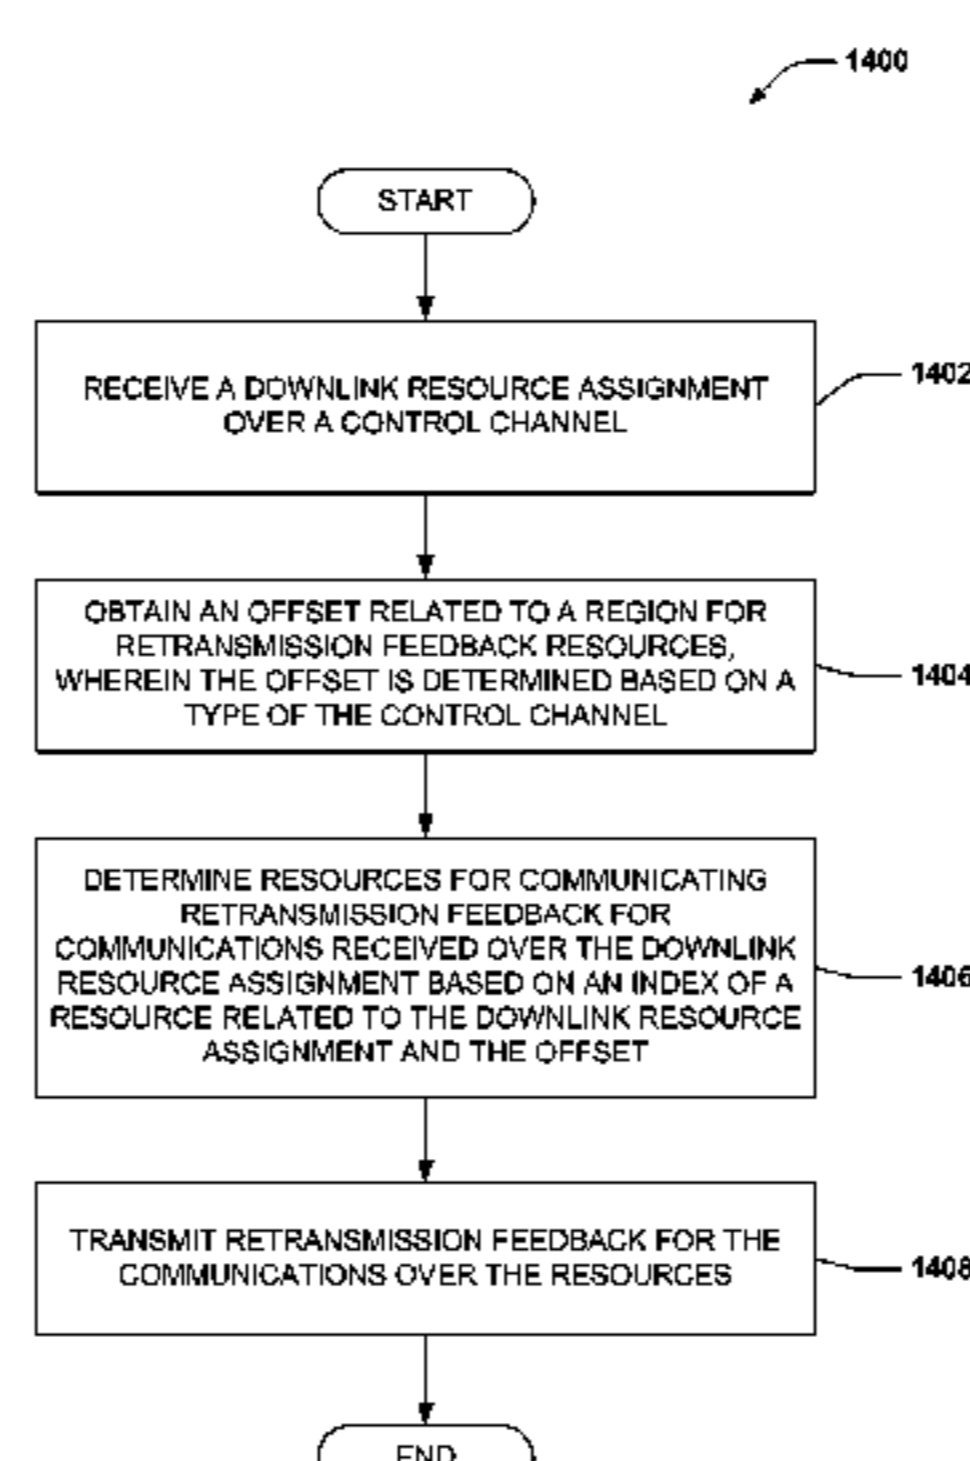 1400
START
RECEIVE A DOWNLINK RESOURCE ASSIGNMENT
OVER A CONTROL CHANNEL
1402
OBTAIN AN OFFSET RELATED TO A REGION FOR
RETRANSMISSION FEEDBACK RESOURCES,
WHEREIN THE OFFSET IS DETERMINED BASED ON A
TYPE OF THE CONTROL CHANNEL
1404
DETERMINE RESOURCES FOR COMMUNICATING
RETRANSMISSION FEEDBACK FOR
COMMUNICATIONS RECEIVED OVER THE DOWNLINK
RESOURCE ASSIGNMENT BASED ON AN INDEX OF A
RESOURCE RELATED TO THE DOWNLINK RESOURCE
ASSIGNMENT AND THE OFFSET
1406
TRANSMIT RETRANSMISSION FEEDBACK FOR THE
COMMUNICATIONS OVER THE RESOURCES
1408
END